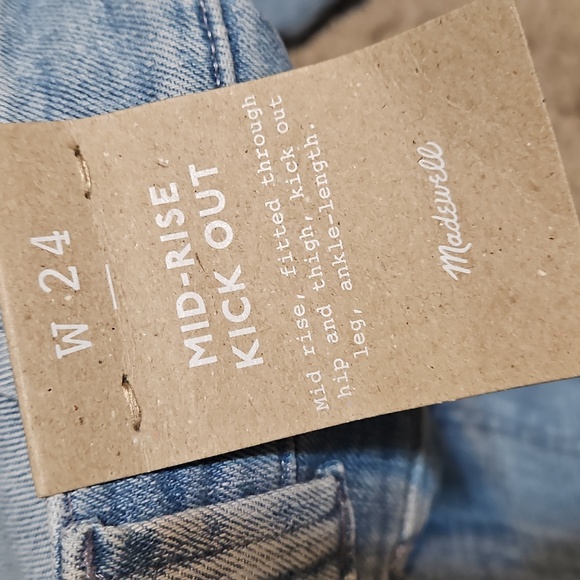 W 24
MID-RISE
KICK OUT
Mid rise, fitted through
hip and thigh, kick out
leg, ankle-length.
Madewell